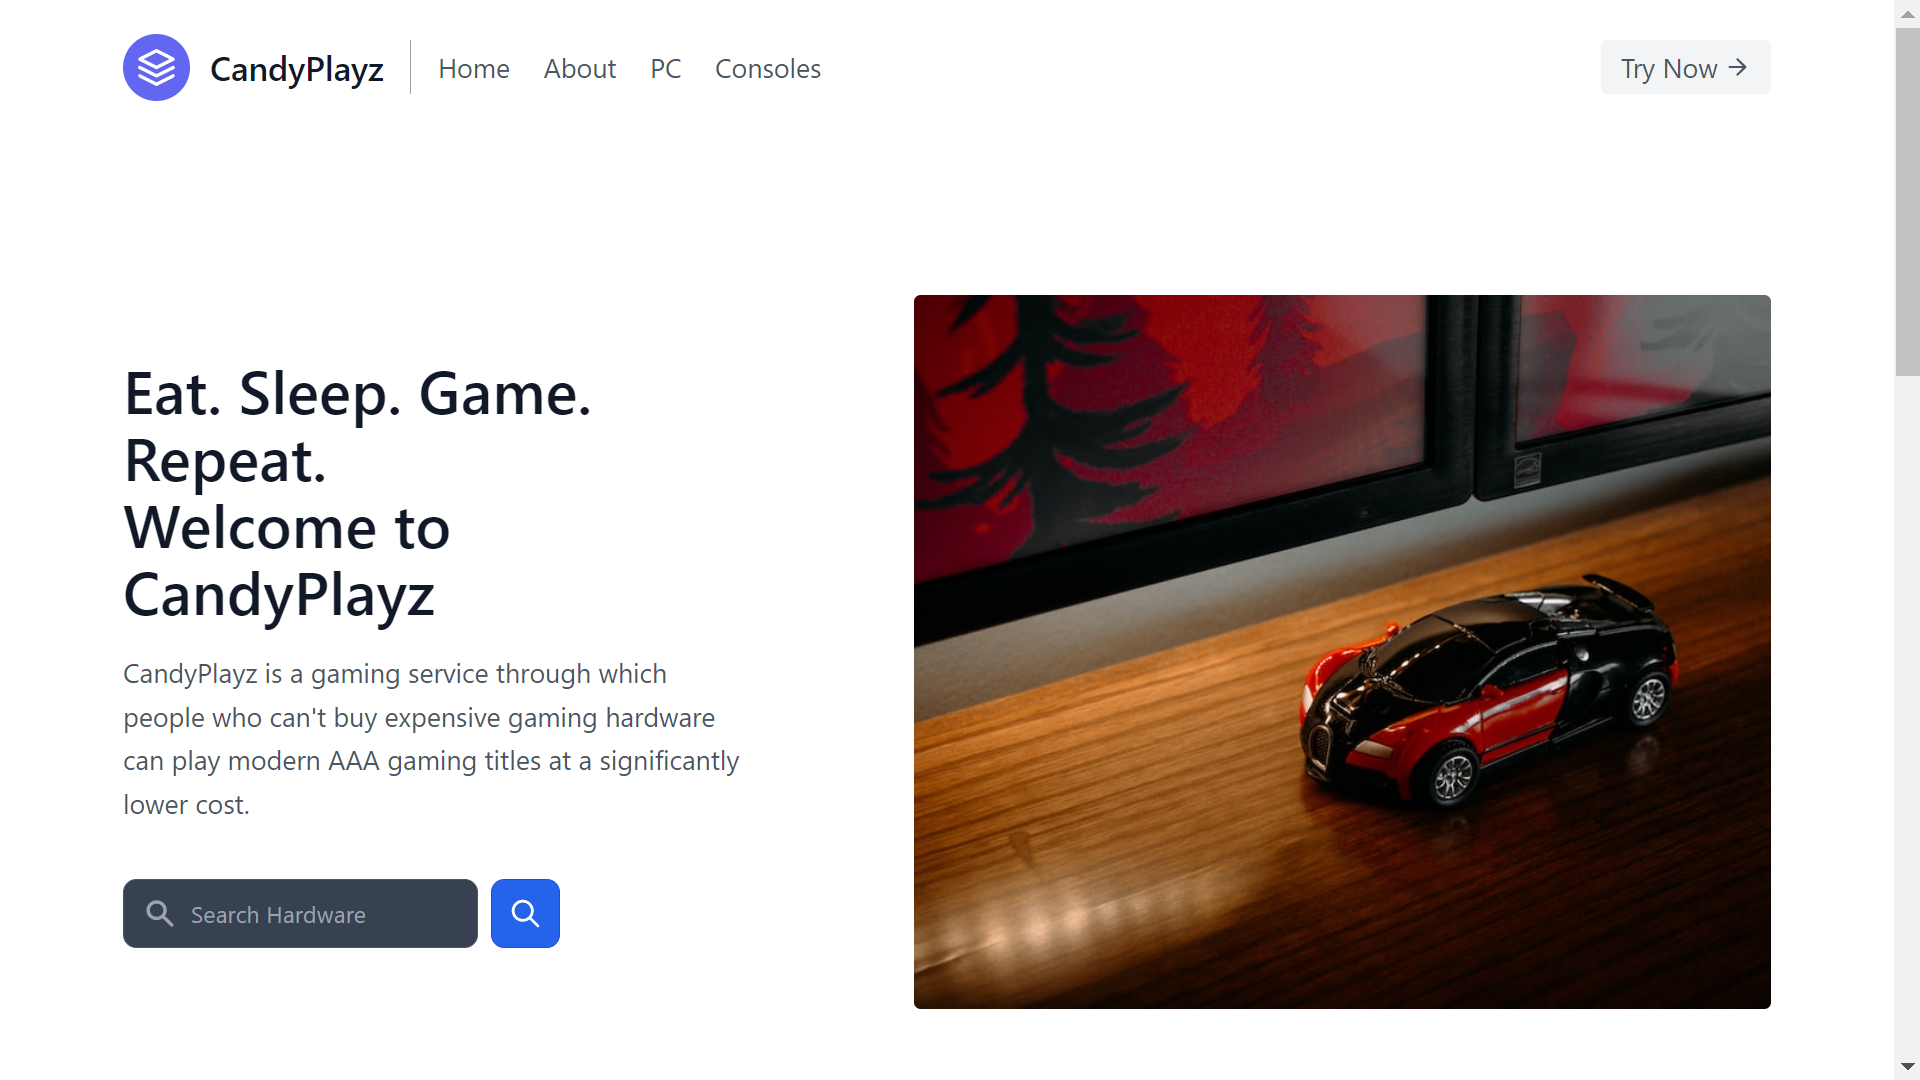 CandyPlayz
Home
About
PC
Consoles
Try Now
Eat. Sleep. Game.
Repeat.
Welcome to
CandyPlayz
CandyPlayz is a gaming service through which
people who can't buy expensive gaming hardware
can play modern AAA gaming titles at a significantly
lower cost.
Search Hardware